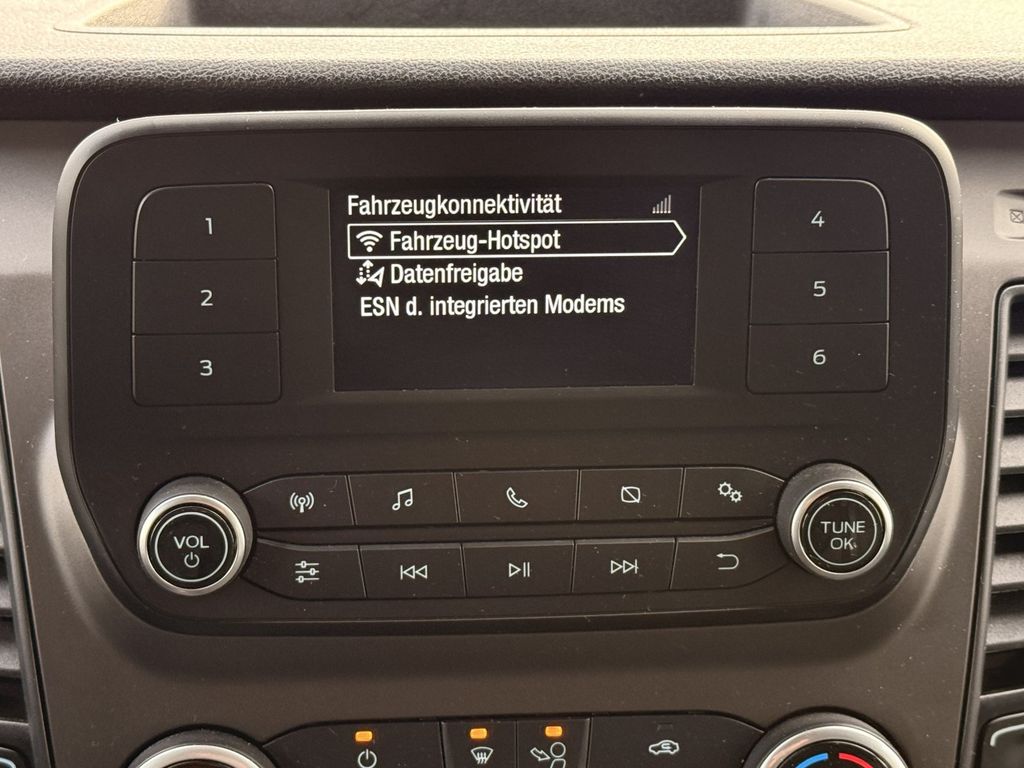 Fahrzeugkonnektivität
Fahrzeug-Hotspot
Datenfreigabe
ESN d. integrierten Modems
1
2
3
4
5
6
VOL
TUNE
OK